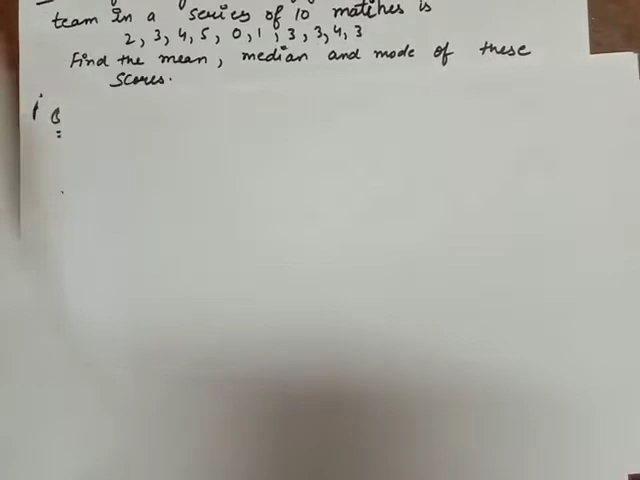 team in a series of 10 matches is
2, 3, 4, 5, 0, 1, 3, 3, 4, 3
Find the mean, median and mode of these
scores.